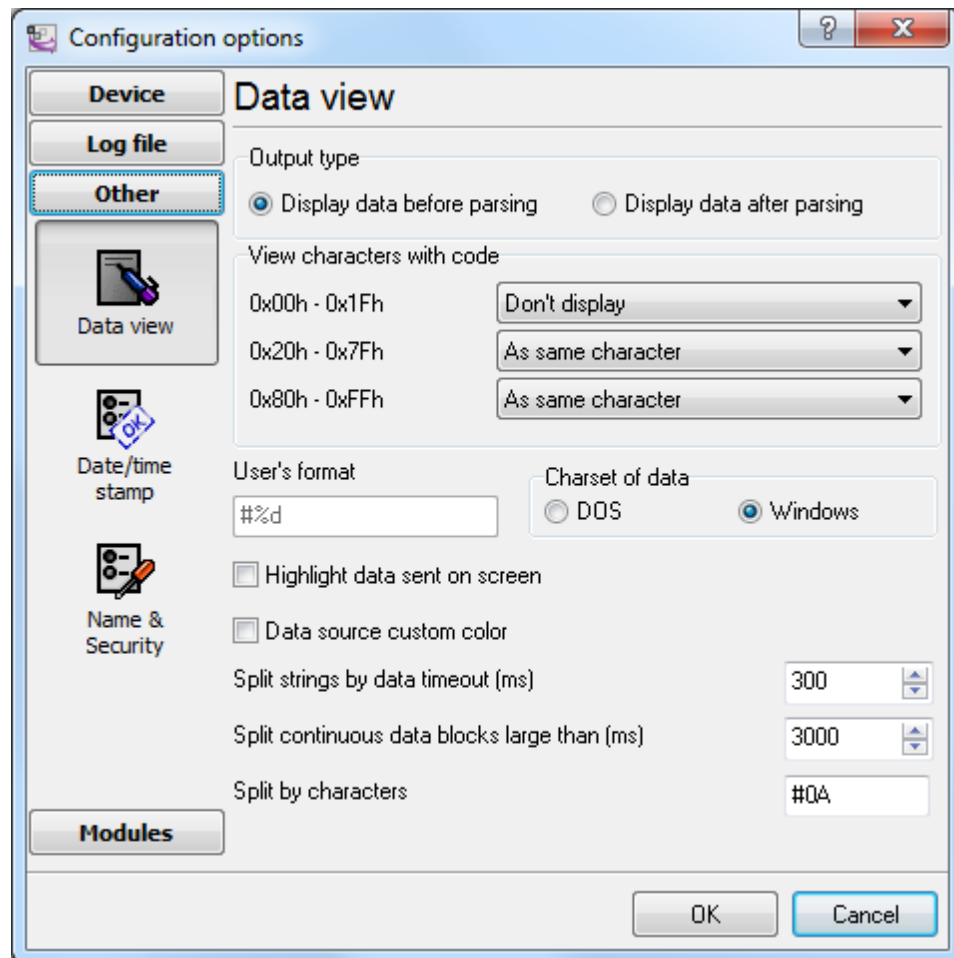 Configuration options
Device
Log file
Other
Data view
Date/time
stamp
Name &
Security
Modules
Data view
Output type
Display data before parsing
Display data after parsing
View characters with code
0x00h - 0x1Fh
Don't display
0x20h - 0x7Fh
As same character
0x80h - 0xFFh
As same character
User's format
#%d
Charset of data
DOS
Windows
Highlight data sent on screen
Data source custom color
Split strings by data timeout (ms)
300
Split continuous data blocks large than (ms)
3000
Split by characters
#0A
OK
Cancel